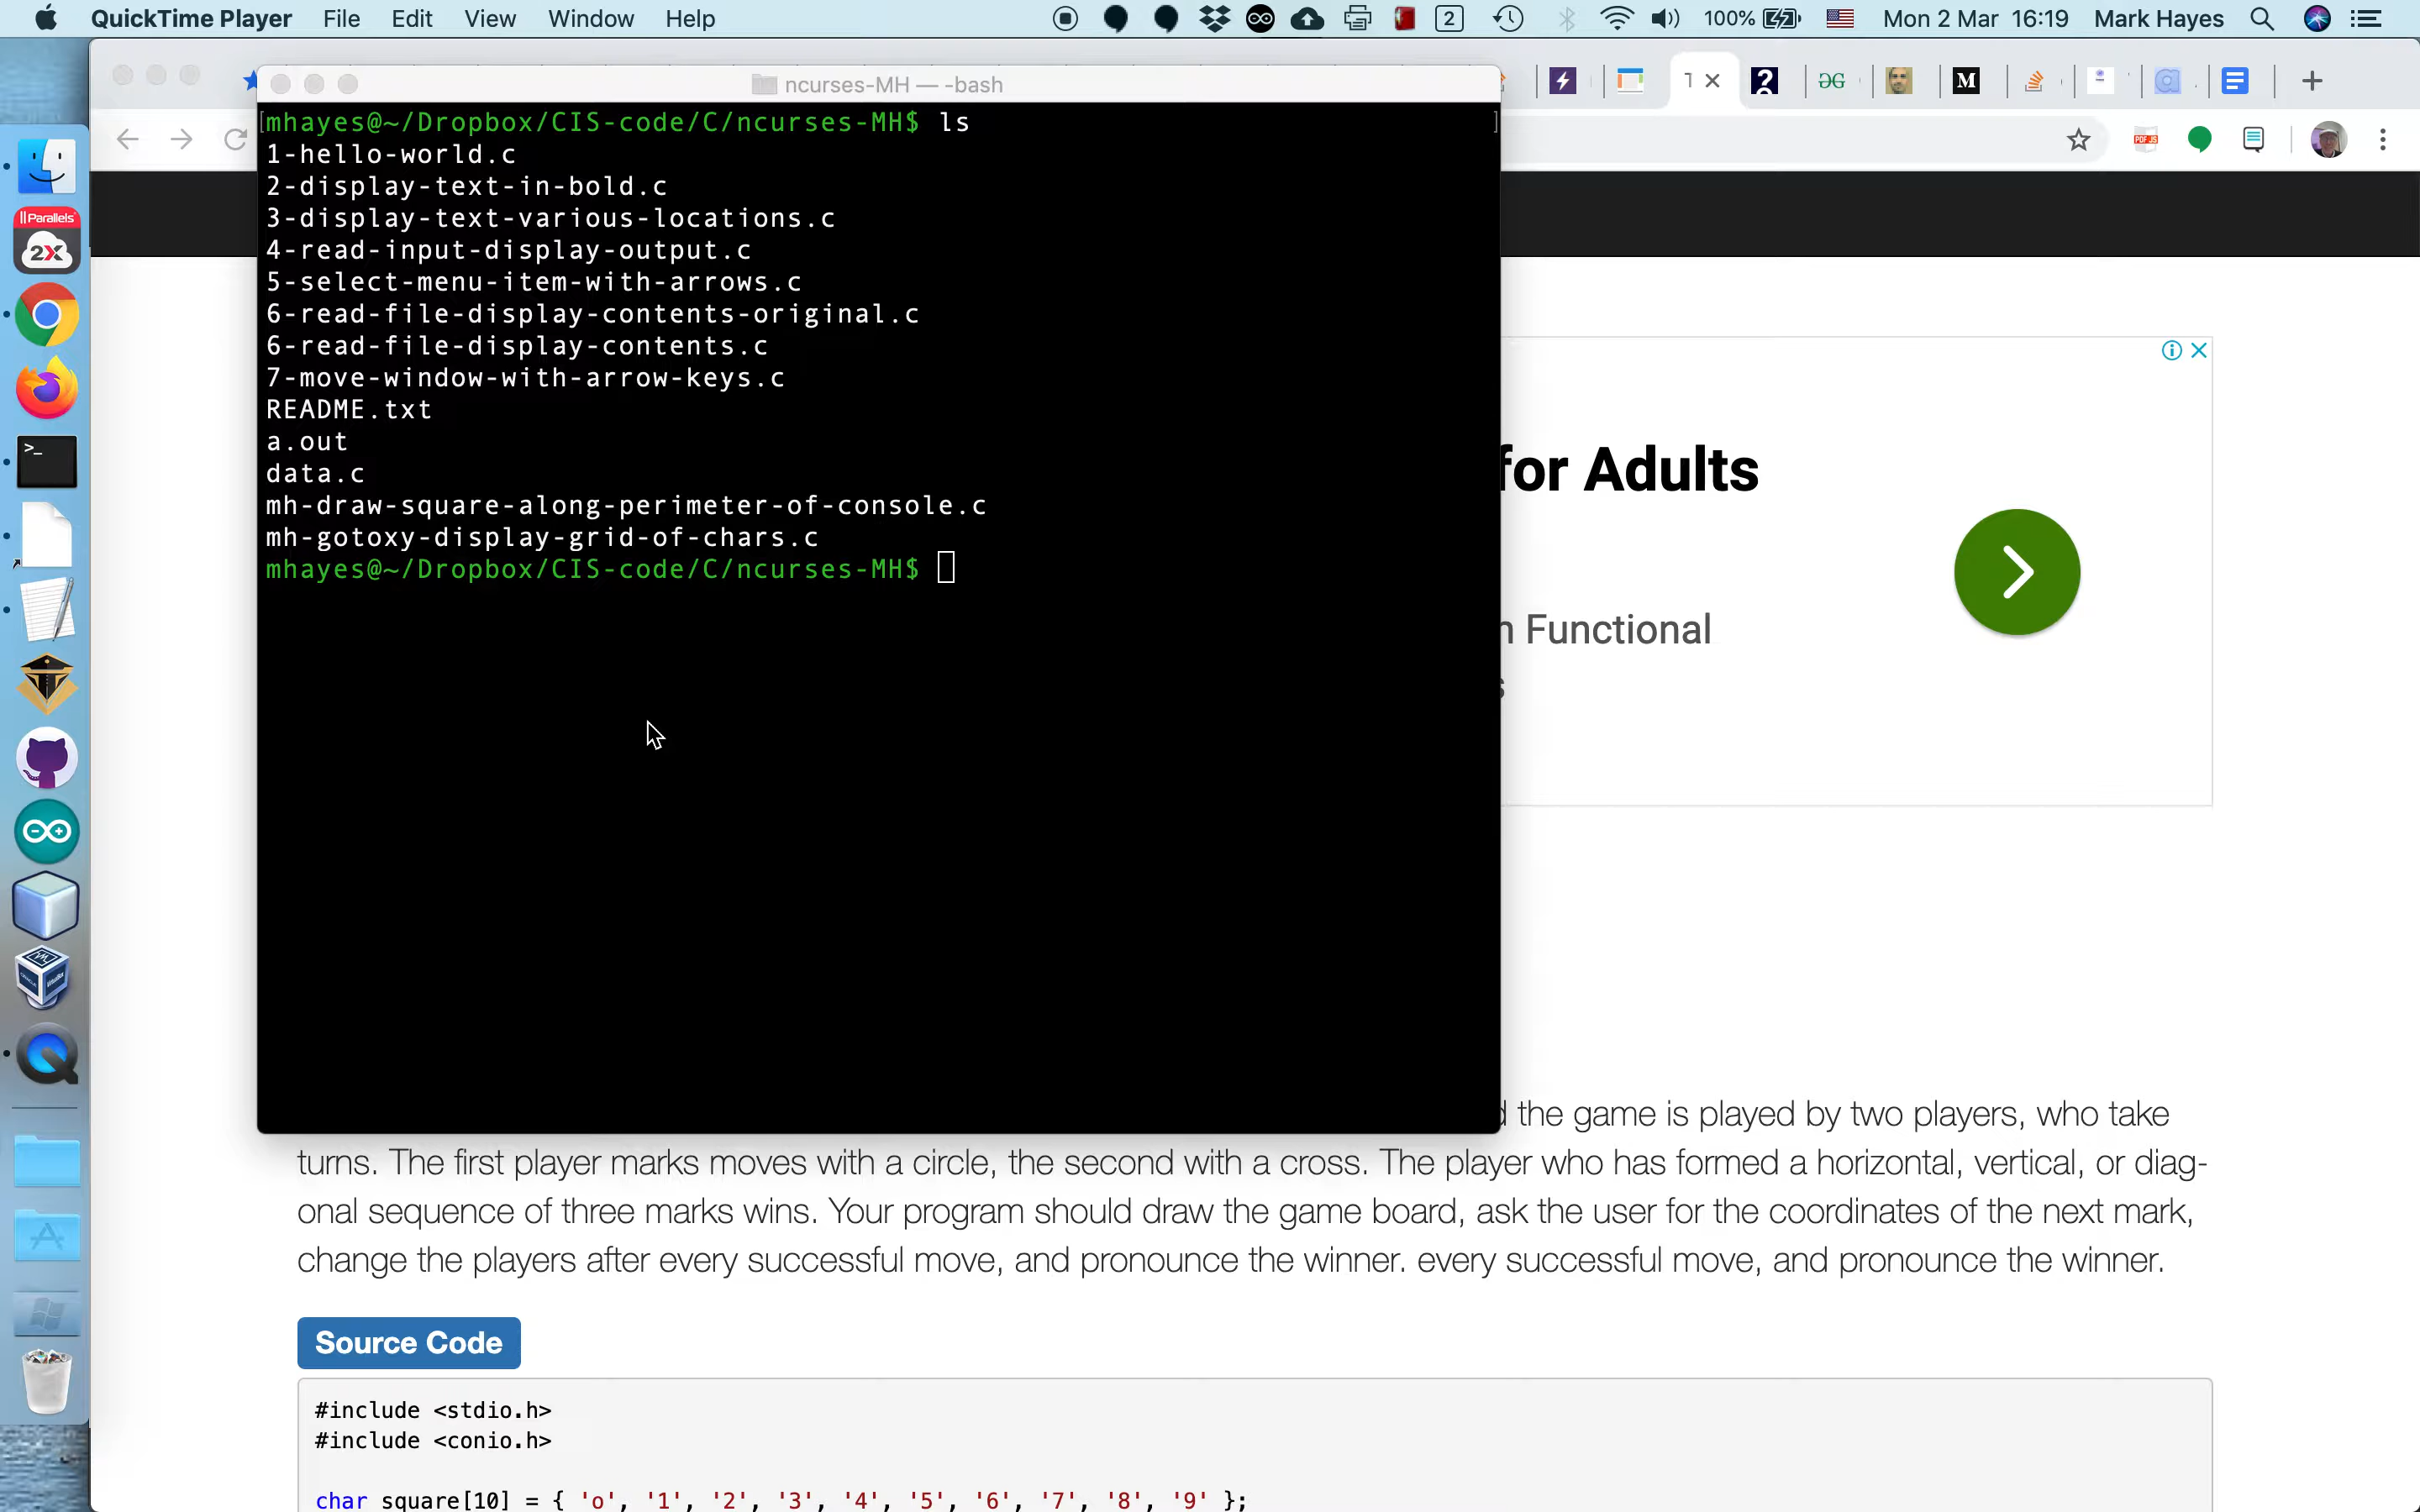 QuickTime Player File Edit View Window Help 2 100% Mon 2 Mar 16:19 Mark Hayes
ncurses-MH — -bash
mhayes@~/Dropbox/CIS-code/C/ncurses-MH$ ls
1-hello-world.c
2-display-text-in-bold.c
3-display-text-various-locations.c
4-read-input-display-output.c
5-select-menu-item-with-arrows.c
6-read-file-display-contents-original.c
6-read-file-display-contents.c
7-move-window-with-arrow-keys.c
README.txt
a.out
data.c
mh-draw-square-along-perimeter-of-console.c
mh-gotoxy-display-grid-of-chars.c
mhayes@~/Dropbox/CIS-code/C/ncurses-MH$
Parallels
2X
for Adults
Functional
the game is played by two players, who take
turns. The first player marks moves with a circle, the second with a cross. The player who has formed a horizontal, vertical, or diag-
onal sequence of three marks wins. Your program should draw the game board, ask the user for the coordinates of the next mark,
change the players after every successful move, and pronounce the winner. every successful move, and pronounce the winner.
Source Code
#include <stdio.h>
#include <conio.h>
char square[10] = { 'o', '1', '2', '3', '4', '5', '6', '7', '8', '9' };